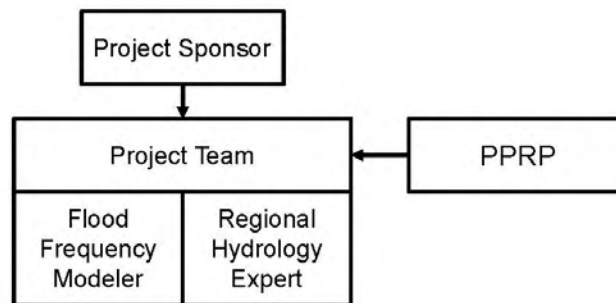 Project Sponsor
Project Team
PPRP
Flood
Frequency
Modeler
Regional
Hydrology
Expert